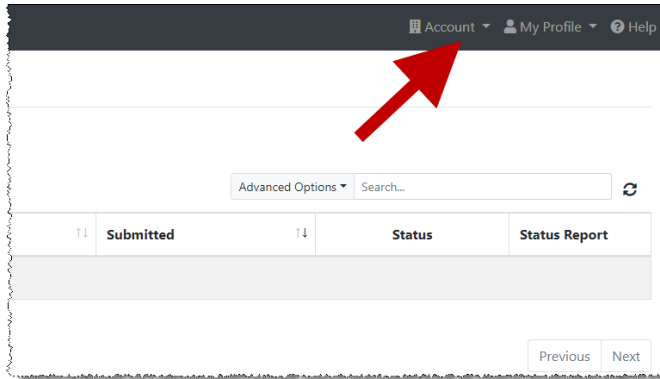 Account My Profile Help
Advanced Options Search...
Submitted Status Status Report
Previous Next